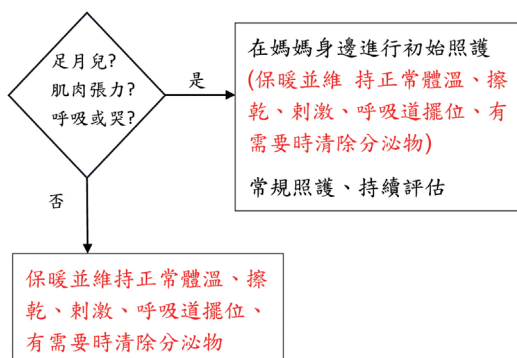 足月兒?
肌肉張力?
呼吸或哭?
是
在媽媽身邊進行初始照護
(保暖並維 持正常體溫、擦
乾、刺激、呼吸道擺位、有
需要時清除分泌物)
常規照護、持續評估
否
保暖並維持正常體溫、擦
乾、刺激、呼吸道擺位、
有需要時清除分泌物